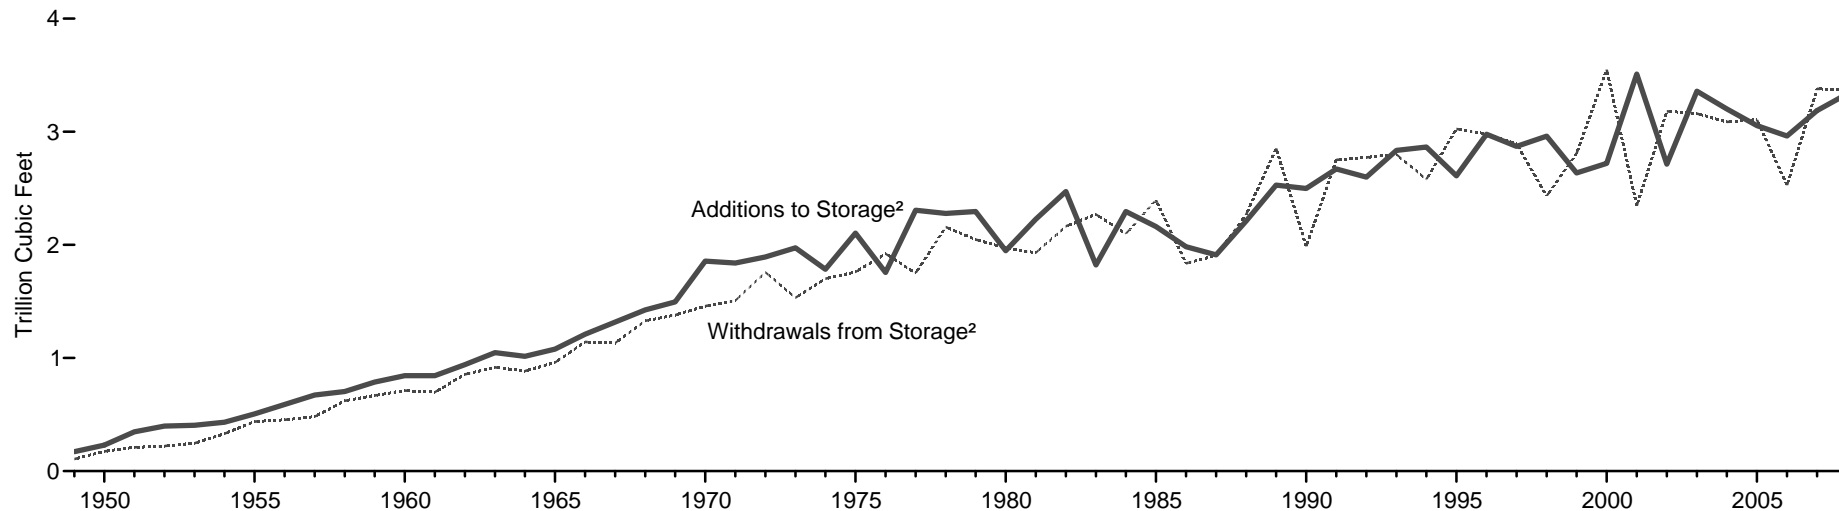 4
3
2
1
0
Trillion Cubic Feet
Additions to Storage²
Withdrawals from Storage²
1950 1955 1960 1965 1970 1975 1980 1985 1990 1995 2000 2005